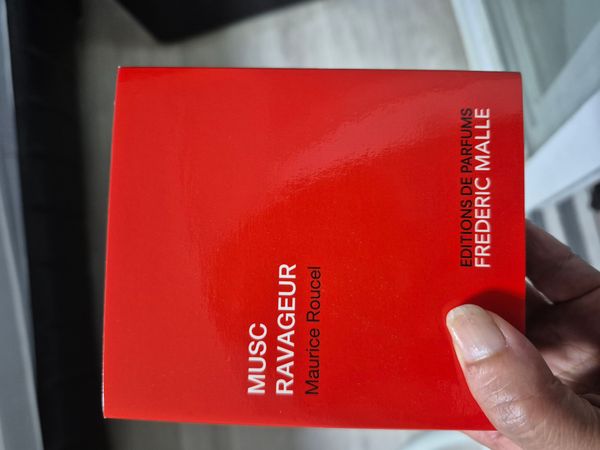 MUSC
RAVAGEUR
Maurice Roucel
EDITIONS DE PARFUMS
FREDERIC MALLE